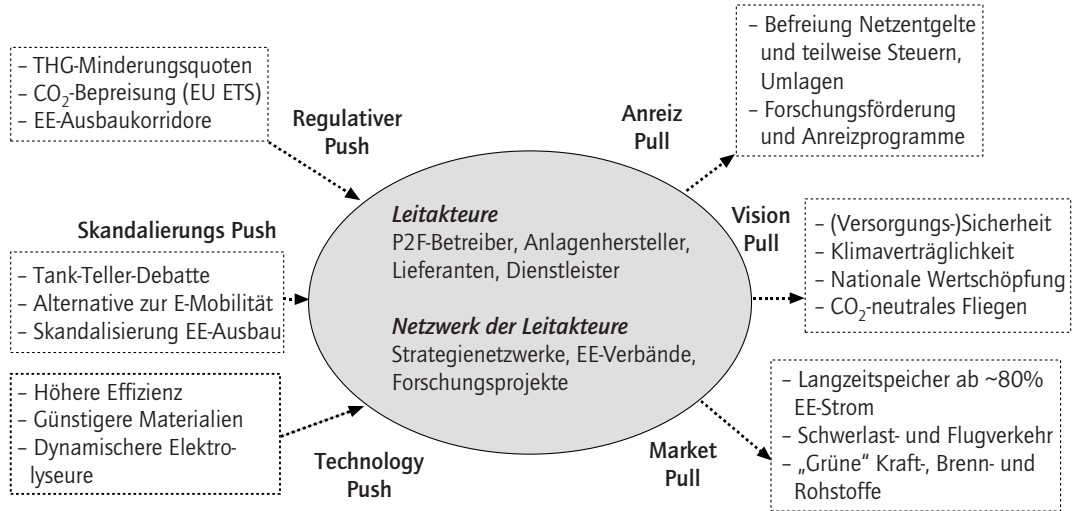 – THG-Minderungsquoten
– CO₂-Bepreisung (EU ETS)
– EE-Ausbaukorridore
Regulativer
Push
Anreiz
Pull
– Befreiung Netzentgelte
und teilweise Steuern,
Umlagen
– Forschungsförderung
und Anreizprogramme
Skandalierungs Push
– Tank-Teller-Debatte
– Alternative zur E-Mobilität
– Skandalisierung EE-Ausbau
Leitakteure
P2F-Betreiber, Anlagenhersteller,
Lieferanten, Dienstleister
Netzwerk der Leitakteure
Strategienetzwerke, EE-Verbände,
Forschungsprojekte
Vision
Pull
– (Versorgungs-)Sicherheit
– Klimaverträglichkeit
– Nationale Wertschöpfung
– CO₂-neutrales Fliegen
– Höhere Effizienz
– Günstigere Materialien
– Dynamischere Elektro-
lyseure
Technology
Push
Market
Pull
– Langzeitspeicher ab ~80%
EE-Strom
– Schwerlast- und Flugverkehr
– „Grüne“ Kraft-, Brenn- und
Rohstoffe